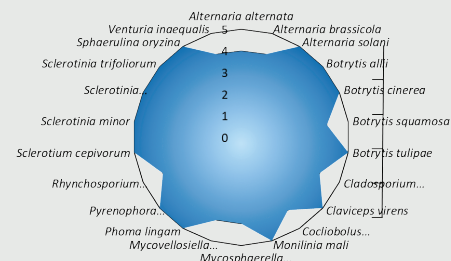 Alternaria alternata
Venturia inaequalis 5 Alternaria brassicola
Sphaerulina oryzina Alternaria solani
4
Sclerotinia trifoliorum Botrytis allii
3
Sclerotinia... 2 Botrytis cinerea
1
Sclerotinia minor Botrytis squamosa
0
Sclerotium cepivorum Botrytis tulipae
Rhynchosporium... Cladosporium...
Pyrenophora... Claviceps virens
Phoma lingam Cocliobolus...
Mycovellosiella... Monilinia mali
Mycosphaerella